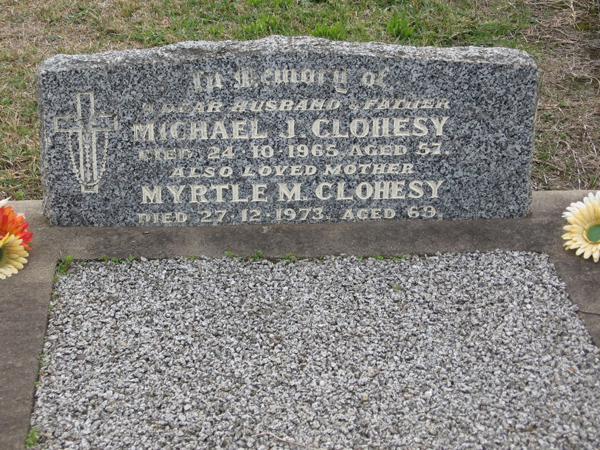 In Memory of
A DEAR HUSBAND & FATHER
MICHAEL J. CLOHESY
DIED 24.10.1965 AGED 57.
ALSO LOVED MOTHER
MYRTLE M. CLOHESY
DIED 27.12.1973 AGED 63.